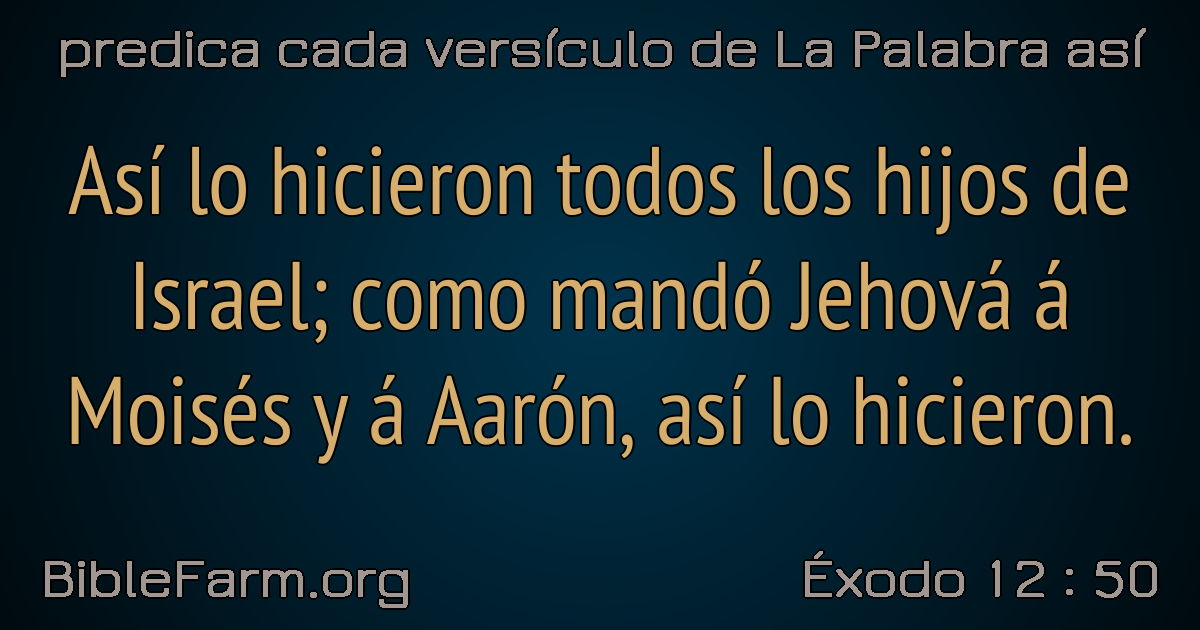 predica cada versículo de La Palabra así
Así lo hicieron todos los hijos de
Israel; como mandó Jehová á
Moisés y á Aarón, así lo hicieron.
BibleFarm.org
Éxodo 12 : 50